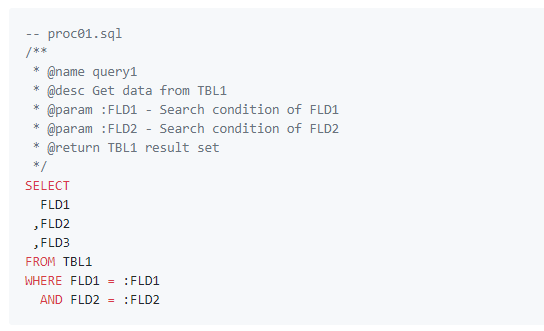 -- proc01.sql
/**
 * @name query1
 * @desc Get data from TBL1
 * @param :FLD1 - Search condition of FLD1
 * @param :FLD2 - Search condition of FLD2
 * @return TBL1 result set
 */
SELECT
  FLD1
 ,FLD2
 ,FLD3
FROM TBL1
WHERE FLD1 = :FLD1
  AND FLD2 = :FLD2